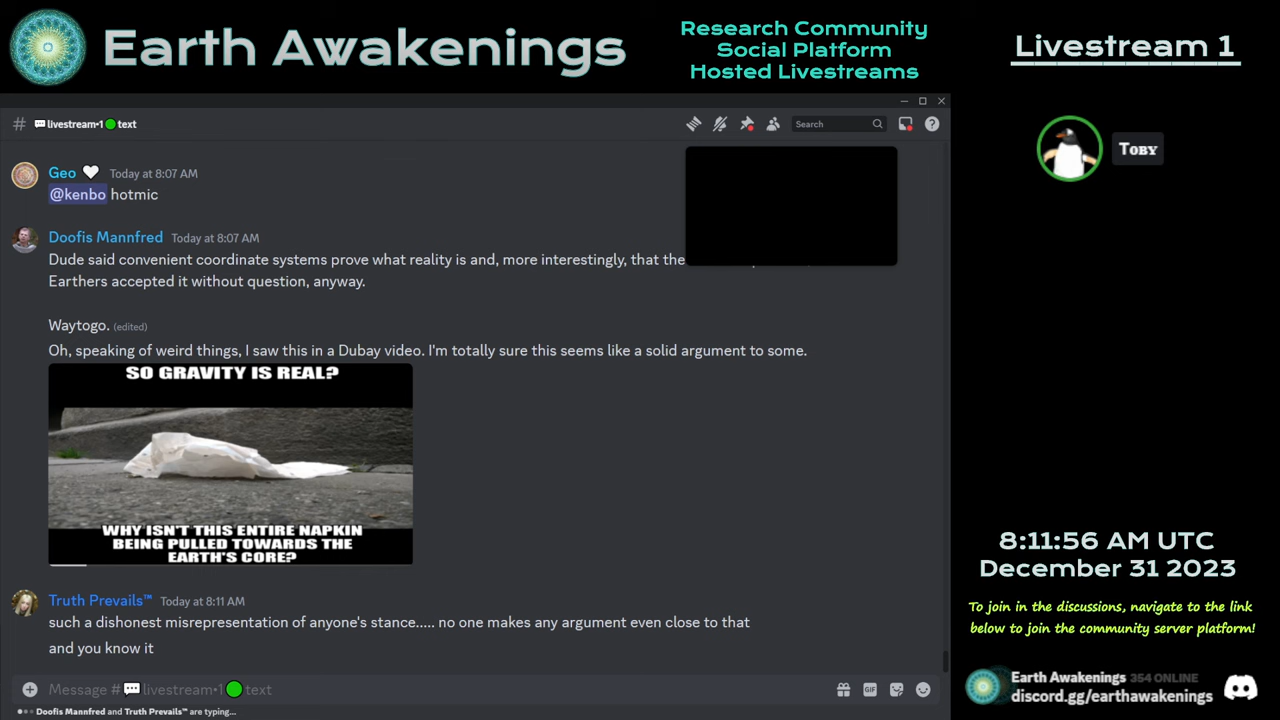 Earth Awakenings
Research Community
Social Platform
Hosted Livestreams
Livestream 1
# livestream•1 text
Search
Geo Today at 8:07 AM
@kenbo hotmic
Doofis Mannfred Today at 8:07 AM
Dude said convenient coordinate systems prove what reality is and, more interestingly, that the
Earthers accepted it without question, anyway.
Waytogo. (edited)
Oh, speaking of weird things, I saw this in a Dubay video. I'm totally sure this seems like a solid argument to some.
SO GRAVITY IS REAL?
WHY ISN'T THIS ENTIRE NAPKIN
BEING PULLED TOWARDS THE
EARTH'S CORE?
Truth Prevails™ Today at 8:11 AM
such a dishonest misrepresentation of anyone's stance..... no one makes any argument even close to that
and you know it
Message # livestream•1 text
GIF
Doofis Mannfred and Truth Prevails™ are typing...
TOBY
8:11:56 AM UTC
December 31 2023
To join in the discussions, navigate to the link
below to join the community server platform!
Earth Awakenings 354 ONLINE
discord.gg/earthawakenings